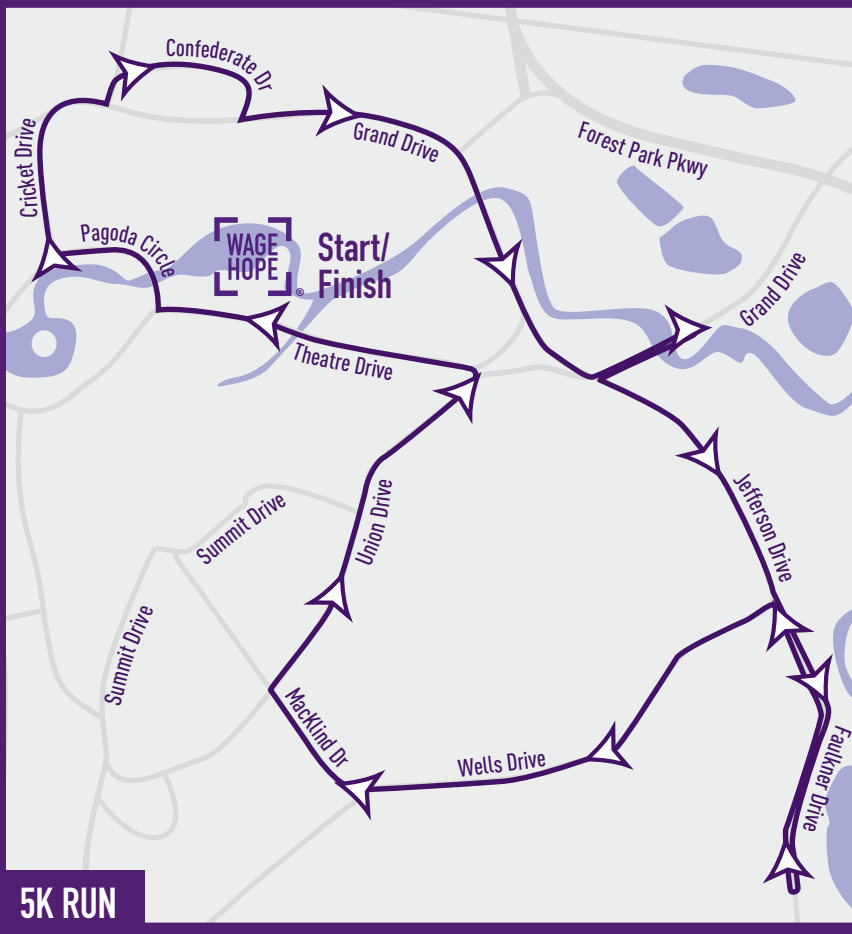 Confederate Dr
Grand Drive
Forest Park Pkwy
Cricket Drive
Pagoda Circle
WAGE
HOPE
®
Start/
Finish
Grand Drive
Theatre Drive
Jefferson Drive
Union Drive
Summit Drive
Summit Drive
MacKlind Dr
Wells Drive
Faulkner Drive
5K RUN